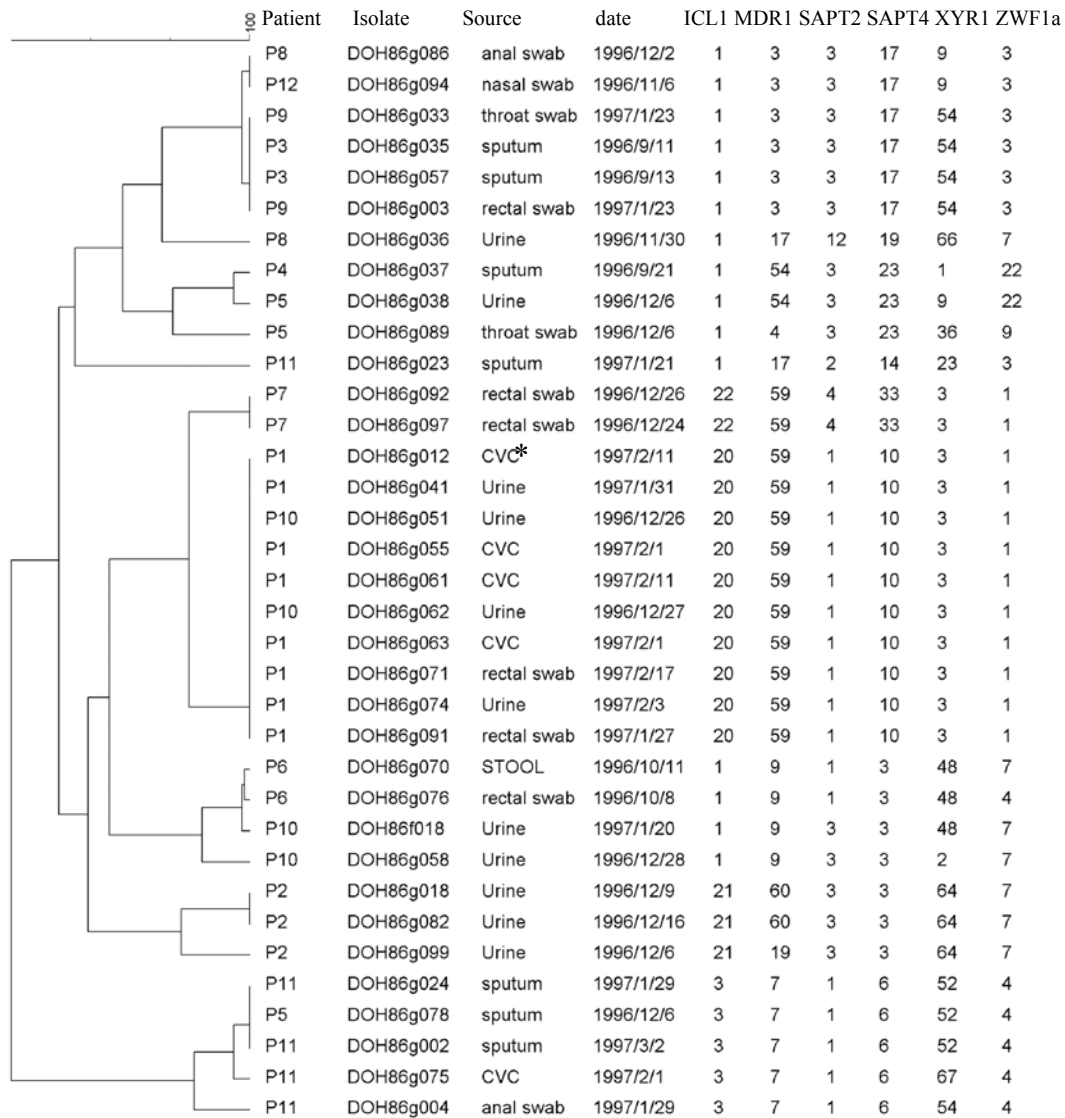 100 Patient Isolate Source date ICL1 MDR1 SAPT2 SAPT4 XYR1 ZWF1a
P8 DOH86g086 anal swab 1996/12/2 1 3 3 17 9 3
P12 DOH86g094 nasal swab 1996/11/6 1 3 3 17 9 3
P9 DOH86g033 throat swab 1997/1/23 1 3 3 17 54 3
P3 DOH86g035 sputum 1996/9/11 1 3 3 17 54 3
P3 DOH86g057 sputum 1996/9/13 1 3 3 17 54 3
P9 DOH86g003 rectal swab 1997/1/23 1 3 3 17 54 3
P8 DOH86g036 Urine 1996/11/30 1 17 12 19 66 7
P4 DOH86g037 sputum 1996/9/21 1 54 3 23 1 22
P5 DOH86g038 Urine 1996/12/6 1 54 3 23 9 22
P5 DOH86g089 throat swab 1996/12/6 1 4 3 23 36 9
P11 DOH86g023 sputum 1997/1/21 1 17 2 14 23 3
P7 DOH86g092 rectal swab 1996/12/26 22 59 4 33 3 1
P7 DOH86g097 rectal swab 1996/12/24 22 59 4 33 3 1
P1 DOH86g012 CVC* 1997/2/11 20 59 1 10 3 1
P1 DOH86g041 Urine 1997/1/31 20 59 1 10 3 1
P10 DOH86g051 Urine 1996/12/26 20 59 1 10 3 1
P1 DOH86g055 CVC 1997/2/1 20 59 1 10 3 1
P1 DOH86g061 CVC 1997/2/11 20 59 1 10 3 1
P10 DOH86g062 Urine 1996/12/27 20 59 1 10 3 1
P1 DOH86g063 CVC 1997/2/1 20 59 1 10 3 1
P1 DOH86g071 rectal swab 1997/2/17 20 59 1 10 3 1
P1 DOH86g074 Urine 1997/2/3 20 59 1 10 3 1
P1 DOH86g091 rectal swab 1997/1/27 20 59 1 10 3 1
P6 DOH86g070 STOOL 1996/10/11 1 9 1 3 48 7
P6 DOH86g076 rectal swab 1996/10/8 1 9 1 3 48 4
P10 DOH86f018 Urine 1997/1/20 1 9 3 3 48 7
P10 DOH86g058 Urine 1996/12/28 1 9 3 3 2 7
P2 DOH86g018 Urine 1996/12/9 21 60 3 3 64 7
P2 DOH86g082 Urine 1996/12/16 21 60 3 3 64 7
P2 DOH86g099 Urine 1996/12/6 21 19 3 3 64 7
P11 DOH86g024 sputum 1997/1/29 3 7 1 6 52 4
P5 DOH86g078 sputum 1996/12/6 3 7 1 6 52 4
P11 DOH86g002 sputum 1997/3/2 3 7 1 6 52 4
P11 DOH86g075 CVC 1997/2/1 3 7 1 6 67 4
P11 DOH86g004 anal swab 1997/1/29 3 7 1 6 54 4